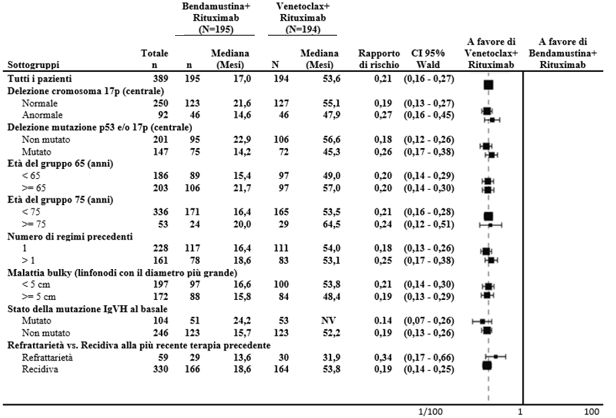 Bendamustina+ Venetoclax+
Rituximab Rituximab
(N=195) (N=194)
Totale Mediana Mediana Rapporto CI 95% A favore di A favore di
Sottogruppi n n (Mesi) N (Mesi) di rischio Wald Venetoclax+ Bendamustina+
Rituximab Rituximab
Tutti i pazienti 389 195 17,0 194 53,6 0,21 (0,16 - 0,27)
Delezione cromosoma 17p (centrale)
Normale 250 123 21,6 127 55,1 0,19 (0,13 - 0,27)
Anormale 92 46 14,6 46 47,9 0,27 (0,16 - 0,45)
Delezione mutazione p53 e/o 17p (centrale)
Non mutato 201 95 22,9 106 56,6 0,18 (0,12 - 0,26)
Mutato 147 75 14,2 72 45,3 0,26 (0,17 - 0,38)
Età del gruppo 65 (anni)
< 65 186 89 15,4 97 49,0 0,20 (0,14 - 0,29)
>= 65 203 106 21,7 97 57,0 0,20 (0,14 - 0,30)
Età del gruppo 75 (anni)
< 75 336 171 16,4 165 53,5 0,21 (0,16 - 0,28)
>= 75 53 24 20,0 29 64,5 0,24 (0,12 - 0,51)
Numero di regimi precedenti
1 228 117 16,4 111 54,0 0,18 (0,13 - 0,26)
> 1 161 78 18,6 83 53,1 0,25 (0,17 - 0,38)
Malattia bulky (linfonodi con il diametro più grande)
< 5 cm 197 97 16,6 100 53,8 0,21 (0,14 - 0,30)
>= 5 cm 172 88 15,8 84 48,4 0,19 (0,13 - 0,29)
Stato della mutazione IgVH al basale
Mutato 104 51 24,2 53 NV 0.14 (0,07 - 0,26)
Non mutato 246 123 15,7 123 52,2 0,19 (0,13 - 0,26)
Refrattarietà vs. Recidiva alla più recente terapia precedente
Refrattarietà 59 29 13,6 30 31,9 0,34 (0,17 - 0,66)
Recidiva 330 166 18,6 164 53,8 0,19 (0,14 - 0,25)
1/100 1 100